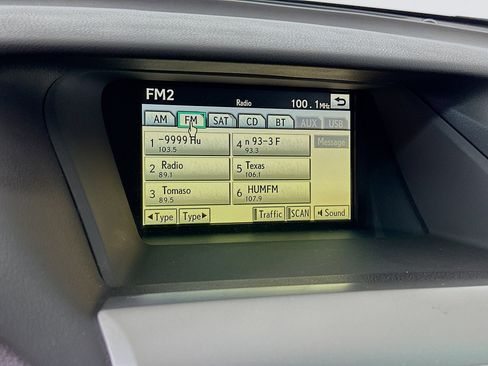 FM2 Radio 100.1MHz
AM FM SAT CD BT AUX USB
1 -9999 Hu 4 n 93-3 F Message
103.5 93.3
2 Radio 5 Texas
89.1 106.1
3 Tomaso 6 HUMFM
89.5 107.9
◄Type Type► Traffic SCAN Sound